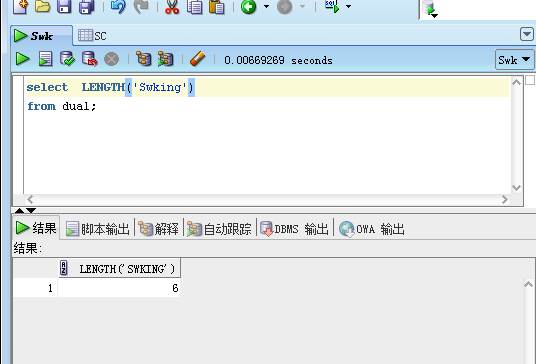 SQL
Swk
SC
0.00669269 seconds
Swk
select LENGTH('Swking')
from dual;
结果
脚本输出
解释
自动跟踪
DBMS 输出
OWA 输出
结果:
LENGTH('SWKING')
1 6